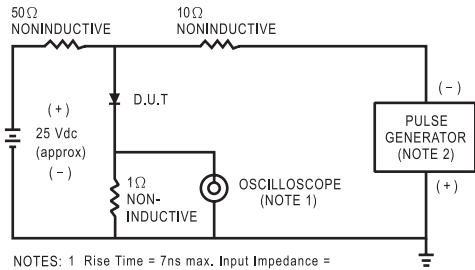 50Ω
NONINDUCTIVE
10Ω
NONINDUCTIVE
D.U.T
(+)
25 Vdc
(approx)
(−)
1Ω
NON-
INDUCTIVE
OSCILLOSCOPE
(NOTE 1)
(−)
PULSE
GENERATOR
(NOTE 2)
(+)
NOTES: 1 Rise Time = 7ns max. Input Impedance =